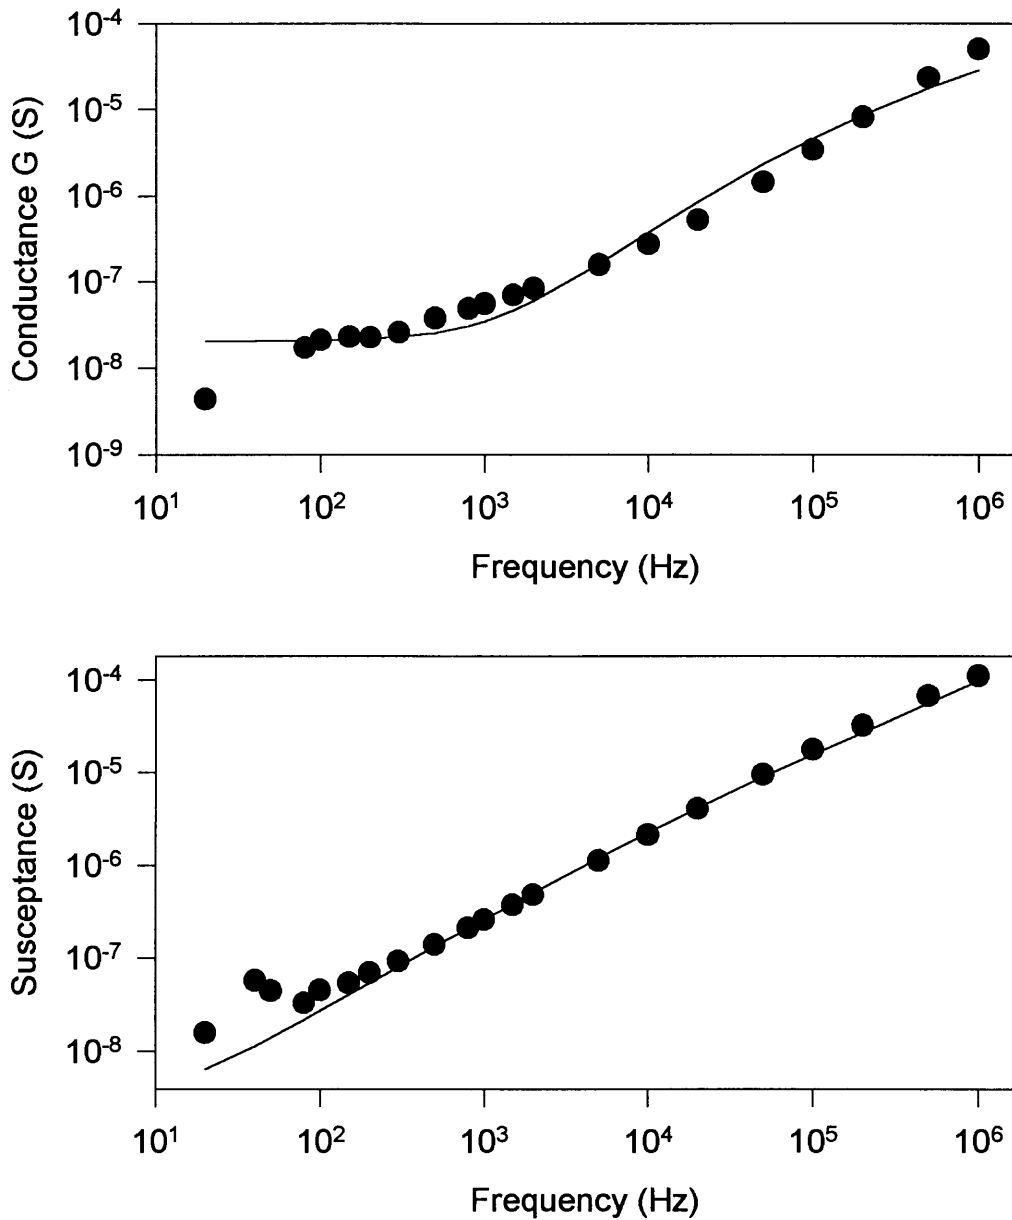 Conductance G (S)
10⁻⁴
10⁻⁵
10⁻⁶
10⁻⁷
10⁻⁸
10⁻⁹
10¹ 10² 10³ 10⁴ 10⁵ 10⁶
Frequency (Hz)
Susceptance (S)
10⁻⁴
10⁻⁵
10⁻⁶
10⁻⁷
10⁻⁸
10¹ 10² 10³ 10⁴ 10⁵ 10⁶
Frequency (Hz)